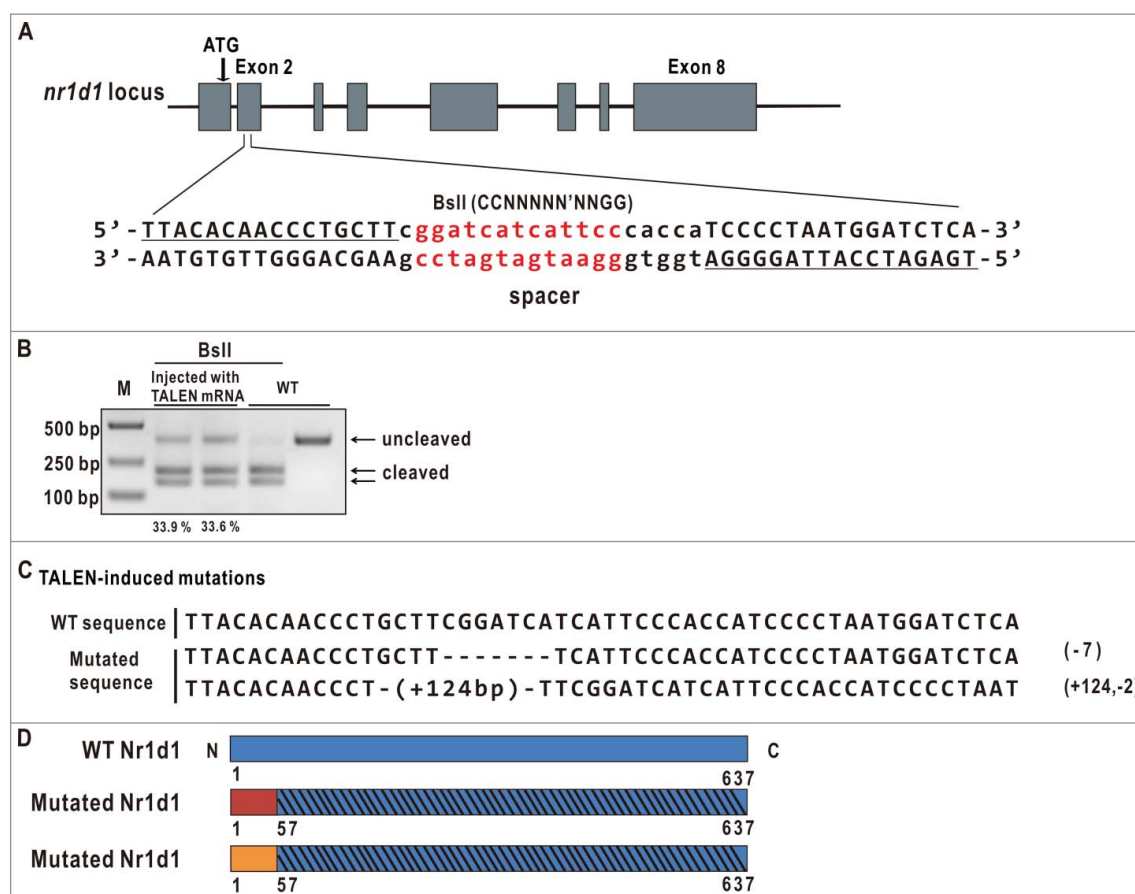 A
ATG
Exon 2
Exon 8
nr1d1 locus
BslI (CCNNNNN'NNGG)
5’-TTACACAACCCTGCTTcggatcatcattcccaccaTCCCCTAATGGATCTCA-3’
3’-AATGTGTTGGGACGAAgcctagtagtaagggtggtAGGGGATTACCTAGAGT-5’
spacer
B
BslI
M
Injected with
TALEN mRNA
WT
500 bp
250 bp
100 bp
uncleaved
cleaved
33.9 %
33.6 %
C TALEN-induced mutations
WT sequence TTACACAACCCTGCTTCGGATCATCATTCCCACCATCCCCTAATGGATCTCA
Mutated sequence
TTACACAACCCTGCTT-------TCATTCCCACCATCCCCTAATGGATCTCA (-7)
TTACACAACCCT-(+124bp)-TTCGGATCATCATTCCCACCATCCCCTAAT (+124,-2)
D
WT Nr1d1 N C
1 637
Mutated Nr1d1
1 57 637
Mutated Nr1d1
1 57 637